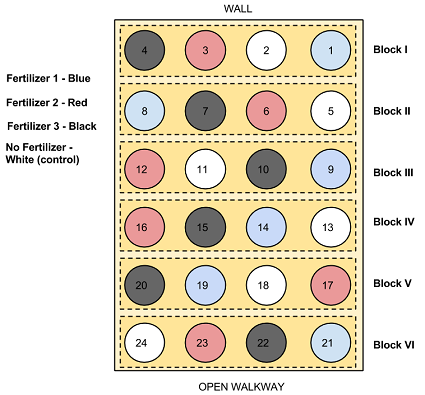 WALL
4 3 2 1 Block I
Fertilizer 1 - Blue
Fertilizer 2 - Red
Fertilizer 3 - Black
No Fertilizer -
White (control)
8 7 6 5 Block II
12 11 10 9 Block III
16 15 14 13 Block IV
20 19 18 17 Block V
24 23 22 21 Block VI
OPEN WALKWAY